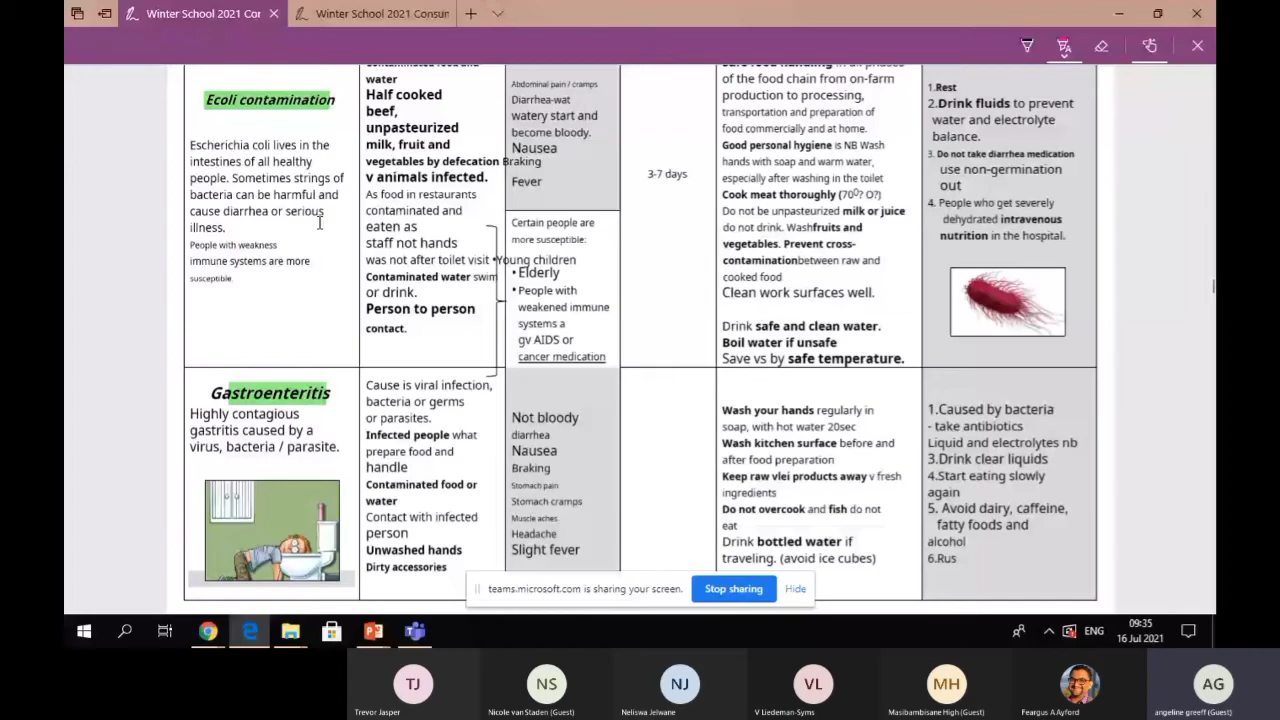 Winter School 2021 Cor
Winter School 2021 Consun
Ecoli contamination
Escherichia coli lives in the
intestines of all healthy
people. Sometimes strings of
bacteria can be harmful and
cause diarrhea or serious
illness.
People with weakness
immune systems are more
susceptible.
water
Half cooked
beef,
unpasteurized
milk, fruit and
vegetables by defecation Braking
v animals infected.
As food in restaurants
contaminated and
eaten as
staff not hands
was not after toilet visit •Young children
Contaminated water swim
or drink.
Person to person
contact.
Abdominal pain / cramps
Diarrhea-wat
watery start and
become bloody.
Nausea
Fever
Certain people are
more susceptible:
•Elderly
•People with
weakened immune
systems a
gv AIDS or
cancer medication
3-7 days
Safe food handling in all phases
of the food chain from on-farm
production to processing,
transportation and preparation of
food commercially and at home.
Good personal hygiene is NB Wash
hands with soap and warm water,
especially after washing in the toilet
Cook meat thoroughly (70⁰? O?)
Do not be unpasteurized milk or juice
do not drink. Washfruits and
vegetables. Prevent cross-
contaminationbetween raw and
cooked food
Clean work surfaces well.
Drink safe and clean water.
Boil water if unsafe
Save vs by safe temperature.
1.Rest
2.Drink fluids to prevent
water and electrolyte
balance.
3. Do not take diarrhea medication
use non-germination
out
4. People who get severely
dehydrated intravenous
nutrition in the hospital.
Gastroenteritis
Highly contagious
gastritis caused by a
virus, bacteria / parasite.
Cause is viral infection,
bacteria or germs
or parasites.
Infected people what
prepare food and
handle
Contaminated food or
water
Contact with infected
person
Unwashed hands
Dirty accessories
Not bloody
diarrhea
Nausea
Braking
Stomach pain
Stomach cramps
Muscle aches
Headache
Slight fever
Wash your hands regularly in
soap, with hot water 20sec
Wash kitchen surface before and
after food preparation
Keep raw vlei products away v fresh
ingredients
Do not overcook and fish do not
eat
Drink bottled water if
traveling. (avoid ice cubes)
1.Caused by bacteria
- take antibiotics
Liquid and electrolytes nb
3.Drink clear liquids
4.Start eating slowly
again
5. Avoid dairy, caffeine,
fatty foods and
alcohol
6.Rus
teams.microsoft.com is sharing your screen.
Stop sharing
Hide
ENG
09:35
16 Jul 2021
TJ
NS
NJ
VL
MH
AG
Trevor Jasper
Nicole van Staden (Guest)
Neliswa Jelwane
V Liedeman-Syms
Masibambisane High (Guest)
Feargus A Ayford
angeline greeff (Guest)